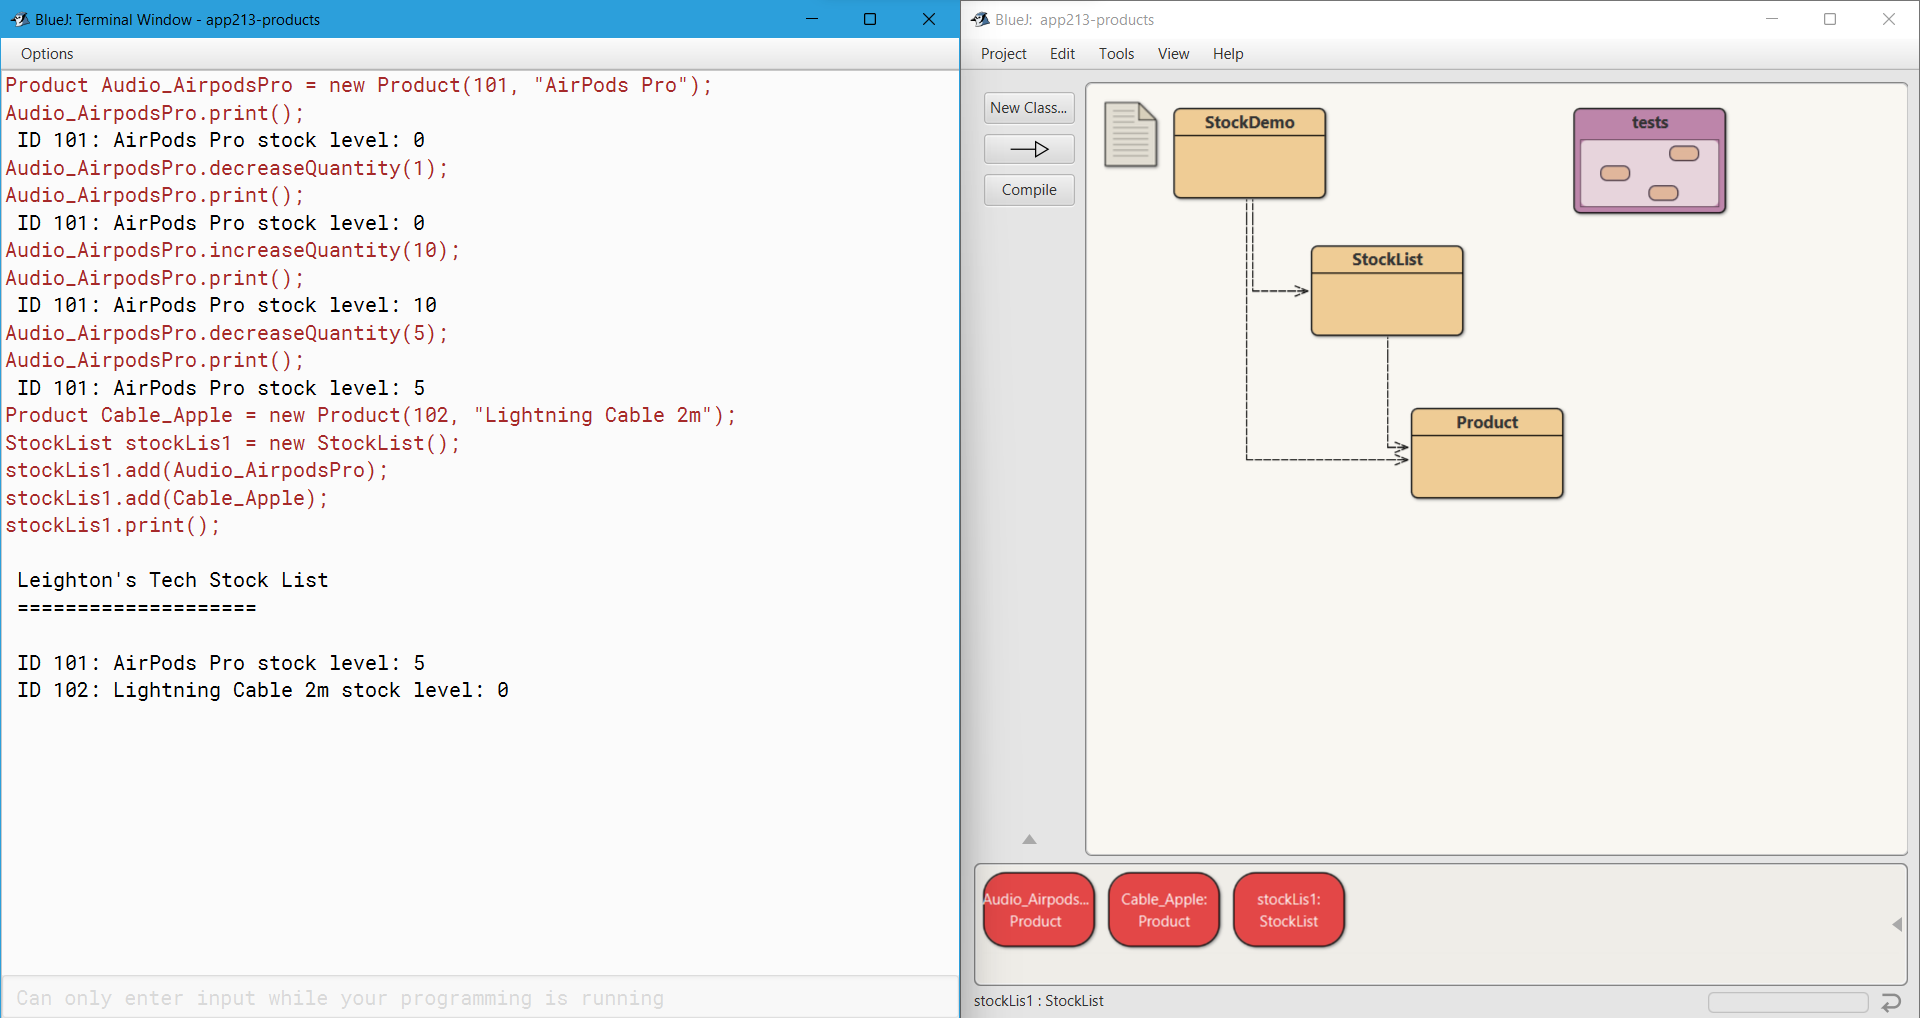 BlueJ: Terminal Window - app213-products
Options
Product Audio_AirpodsPro = new Product(101, "AirPods Pro");
Audio_AirpodsPro.print();
ID 101: AirPods Pro stock level: 0
Audio_AirpodsPro.decreaseQuantity(1);
Audio_AirpodsPro.print();
ID 101: AirPods Pro stock level: 0
Audio_AirpodsPro.increaseQuantity(10);
Audio_AirpodsPro.print();
ID 101: AirPods Pro stock level: 10
Audio_AirpodsPro.decreaseQuantity(5);
Audio_AirpodsPro.print();
ID 101: AirPods Pro stock level: 5
Product Cable_Apple = new Product(102, "Lightning Cable 2m");
StockList stockLis1 = new StockList();
stockLis1.add(Audio_AirpodsPro);
stockLis1.add(Cable_Apple);
stockLis1.print();
Leighton's Tech Stock List
====================
ID 101: AirPods Pro stock level: 5
ID 102: Lightning Cable 2m stock level: 0
Can only enter input while your programming is running
BlueJ: app213-products
Project Edit Tools View Help
New Class...
Compile
StockDemo
tests
StockList
Product
Audio_Airpods...
Product
Cable_Apple:
Product
stockLis1:
StockList
stockLis1 : StockList